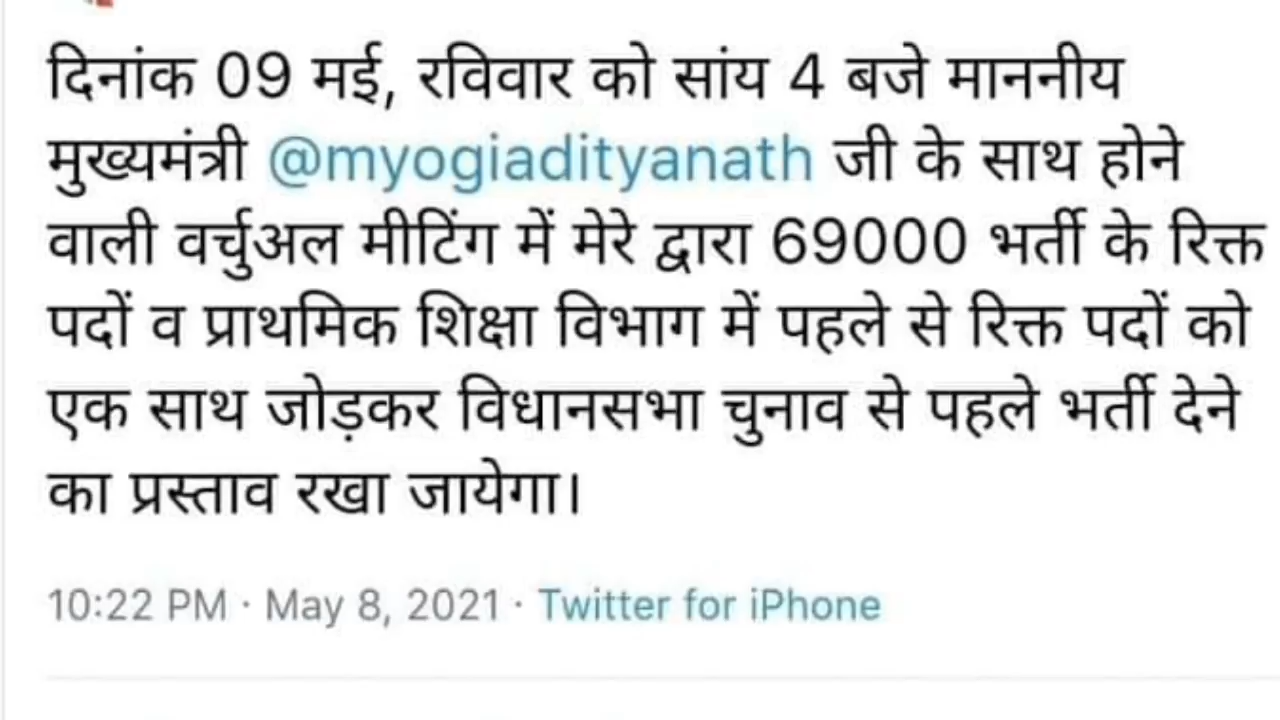 दिनांक 09 मई, रविवार को सांय 4 बजे माननीय
मुख्यमंत्री @myogiadityanath जी के साथ होने
वाली वर्चुअल मीटिंग में मेरे द्वारा 69000 भर्ती के रिक्त
पदों व प्राथमिक शिक्षा विभाग में पहले से रिक्त पदों को
एक साथ जोड़कर विधानसभा चुनाव से पहले भर्ती देने
का प्रस्ताव रखा जायेगा।
10:22 PM · May 8, 2021 · Twitter for iPhone